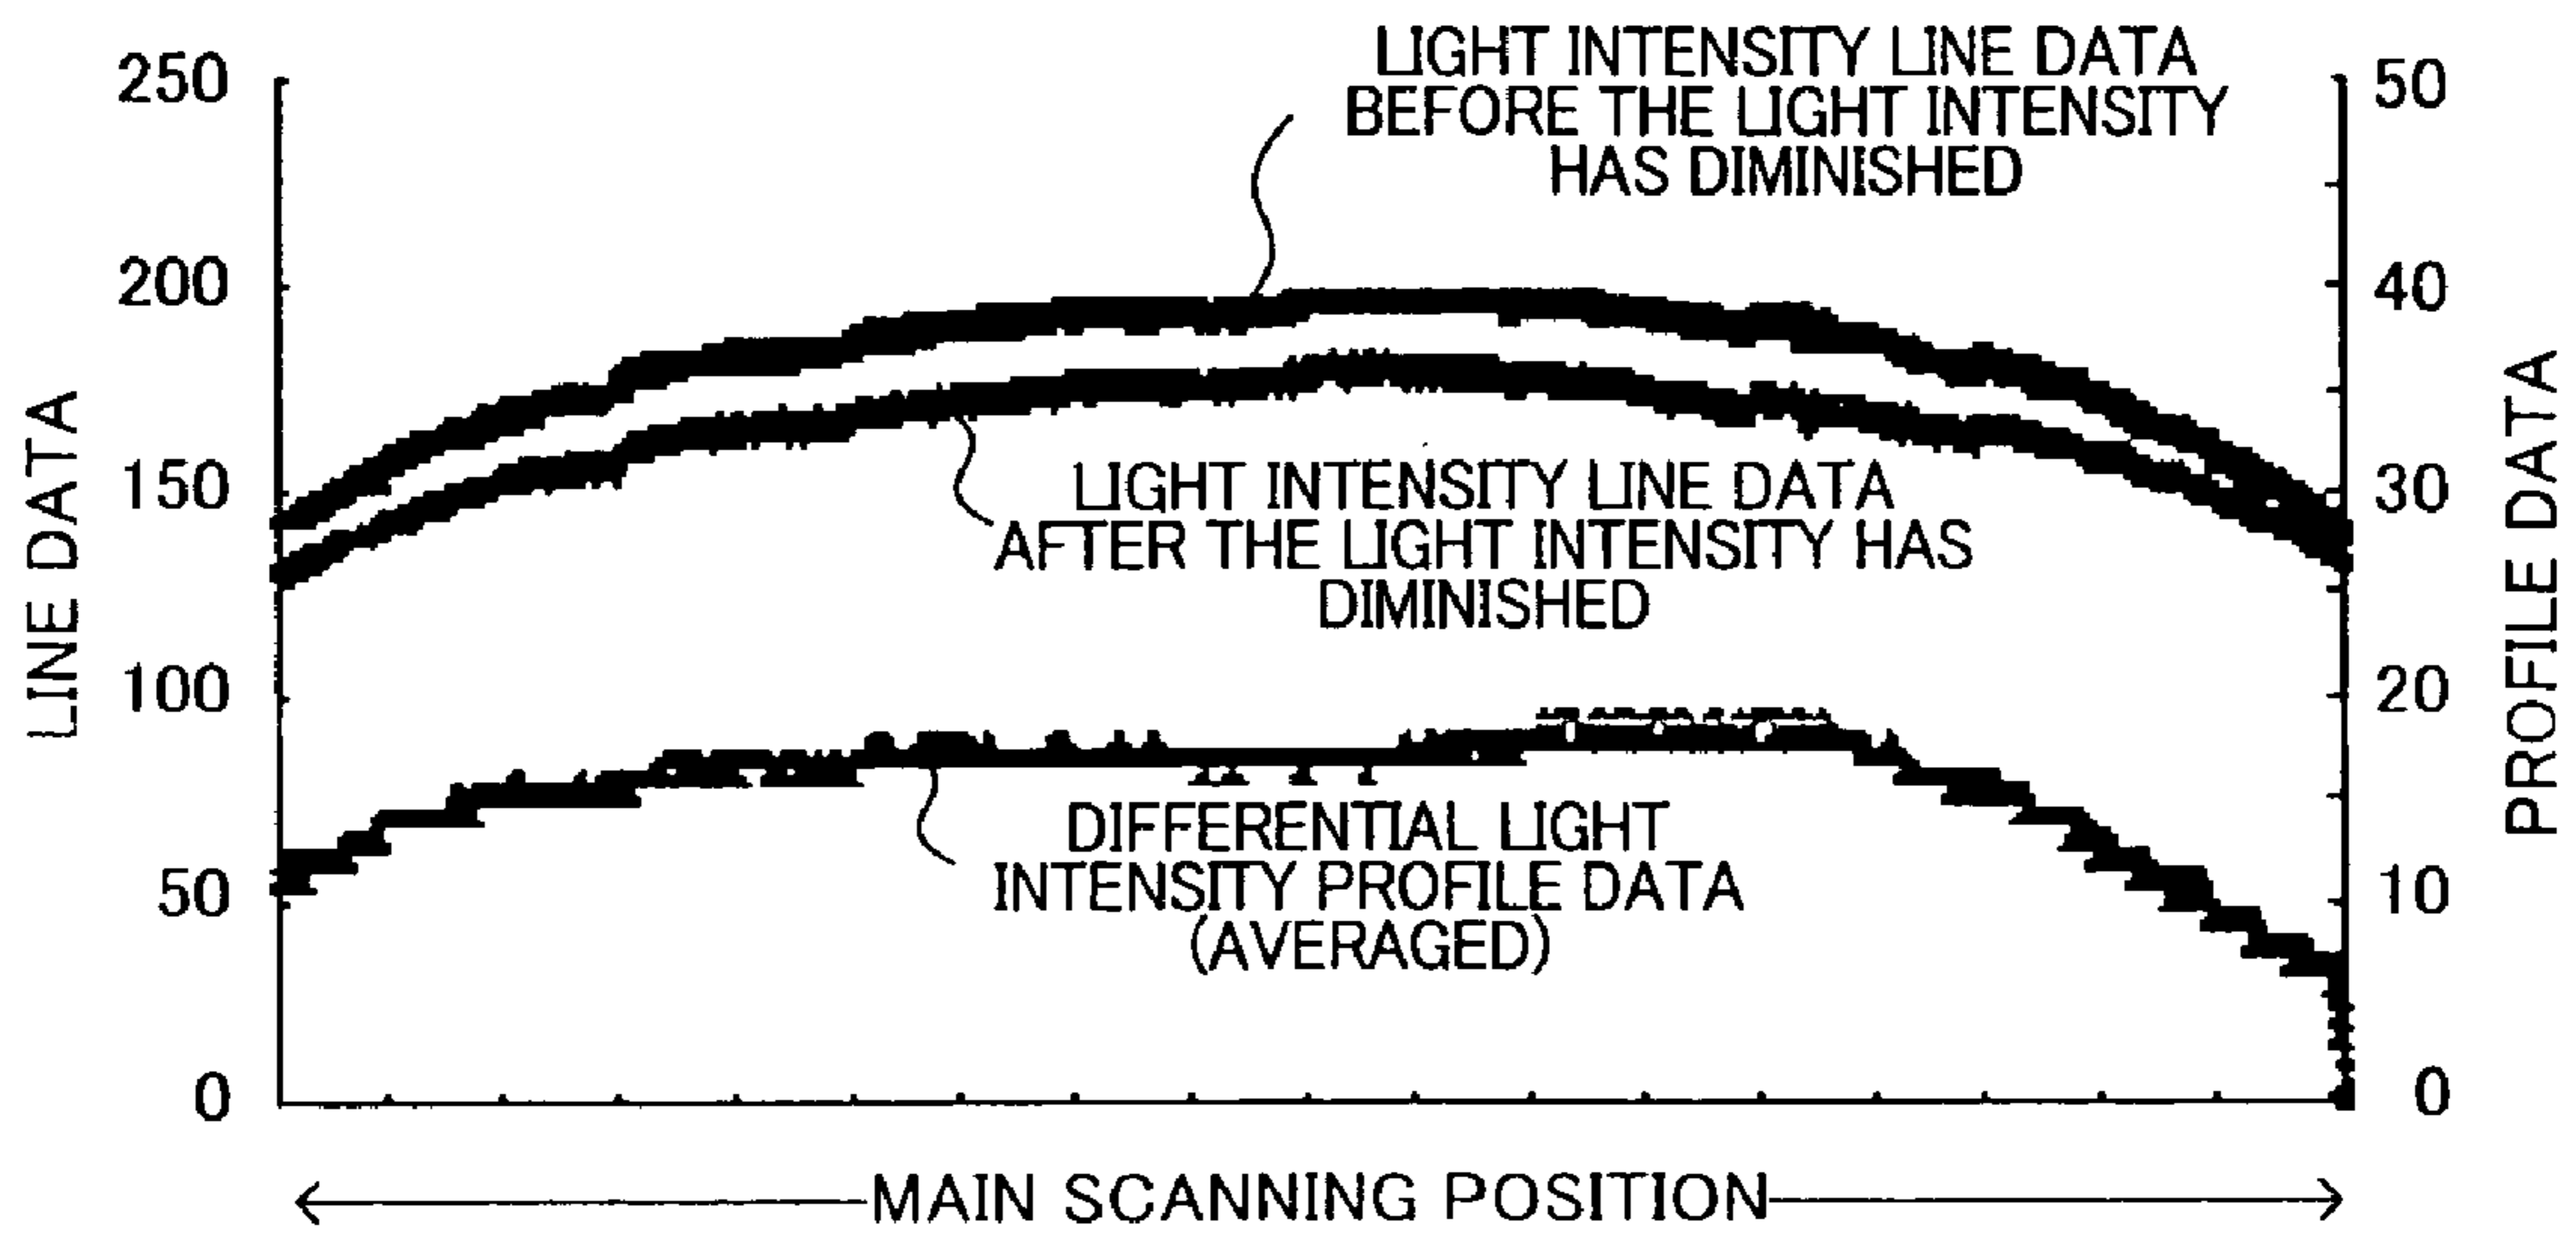 LIGHT INTENSITY LINE DATA
BEFORE THE LIGHT INTENSITY
HAS DIMINISHED
250
200
150
100
50
0
LINE DATA
50
40
30
20
10
0
PROFILE DATA
LIGHT INTENSITY LINE DATA
AFTER THE LIGHT INTENSITY HAS
DIMINISHED
DIFFERENTIAL LIGHT
INTENSITY PROFILE DATA
(AVERAGED)
MAIN SCANNING POSITION